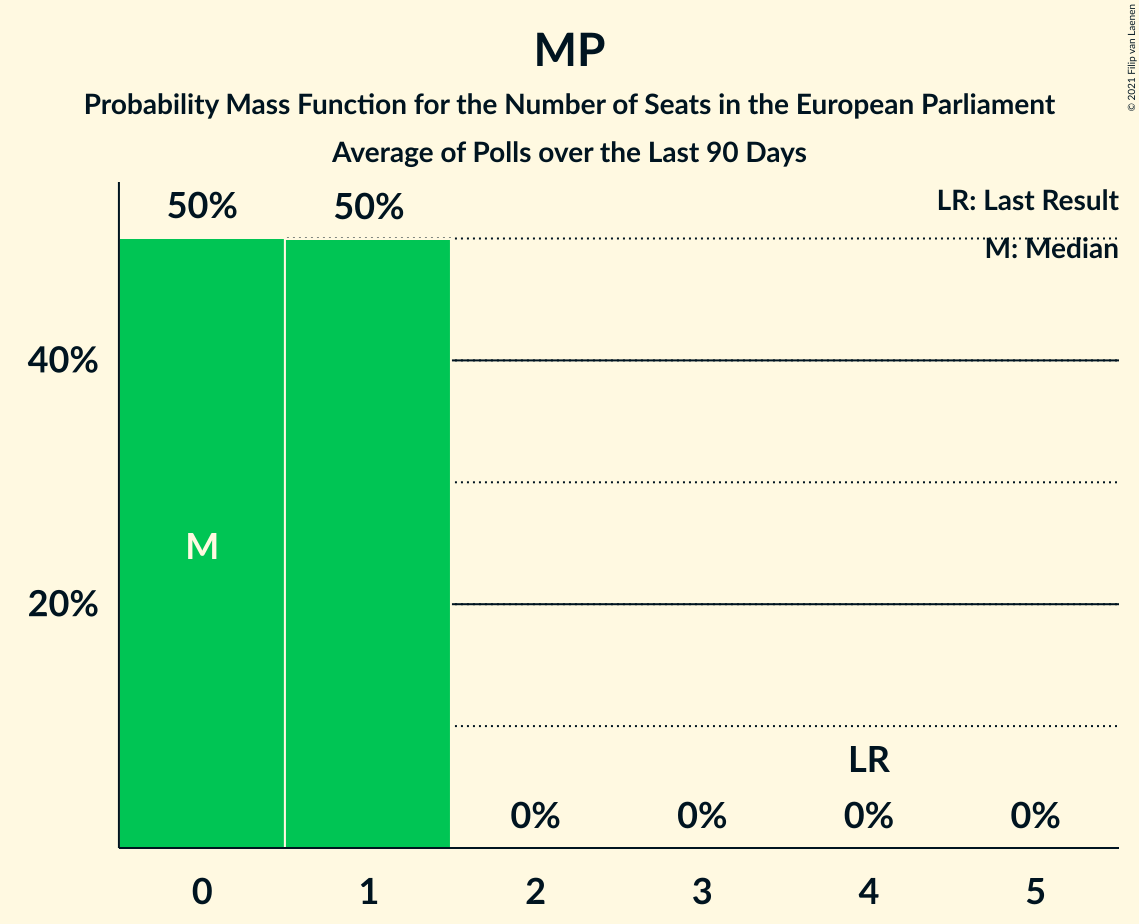 MP
Probability Mass Function for the Number of Seats in the European Parliament
Average of Polls over the Last 90 Days
© 2021 Filip van Laenen
LR: Last Result
M: Median
50%
50%
40%
M
20%
LR
0%
0%
0%
0%
0
1
2
3
4
5